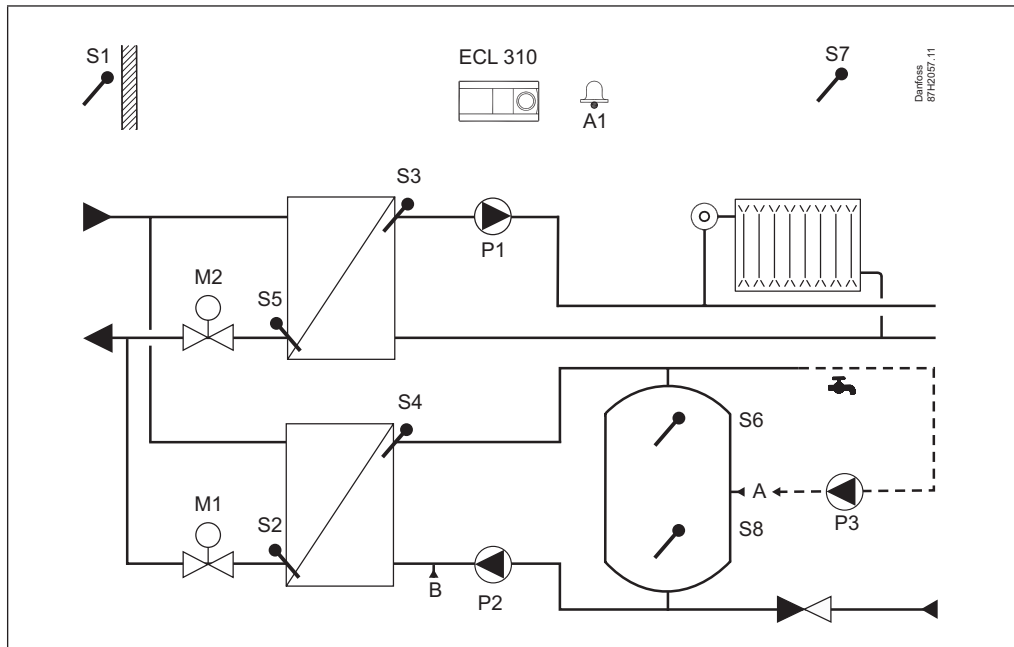 S1
ECL 310
A1
S7
Danfoss
87H2057.11
S3
P1
M2
S5
S4
S6
A
P3
M1
S2
S8
B
P2